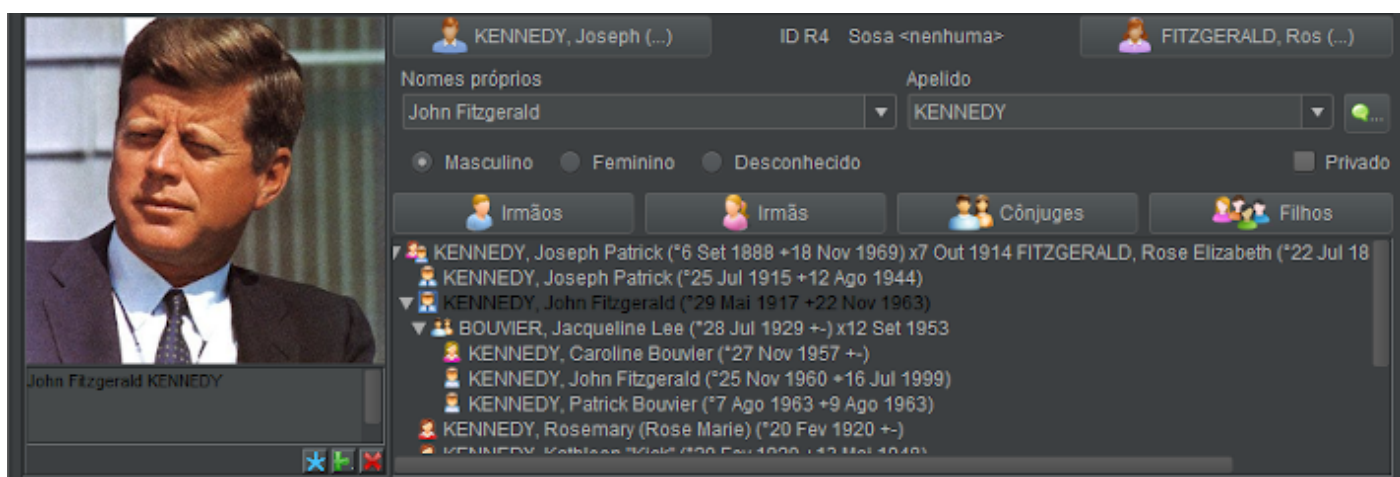 KENNEDY, Joseph (...)
ID R4 Sosa <nenhuma>
FITZGERALD, Ros (...)
Nomes próprios
Apelido
John Fitzgerald
KENNEDY
...
Masculino
Feminino
Desconhecido
Privado
Irmãos
Irmãs
Cônjuges
Filhos
KENNEDY, Joseph Patrick (°6 Set 1888 +18 Nov 1969) x7 Out 1914 FITZGERALD, Rose Elizabeth (°22 Jul 18
KENNEDY, Joseph Patrick (°25 Jul 1915 +12 Ago 1944)
KENNEDY, John Fitzgerald (°29 Mai 1917 +22 Nov 1963)
BOUVIER, Jacqueline Lee (°28 Jul 1929 +-) x12 Set 1953
KENNEDY, Caroline Bouvier (°27 Nov 1957 +-)
KENNEDY, John Fitzgerald (°25 Nov 1960 +16 Jul 1999)
KENNEDY, Patrick Bouvier (°7 Ago 1963 +9 Ago 1963)
KENNEDY, Rosemary (Rose Marie) (°20 Fev 1920 +-)
KENNEDY, Kathleen "Kick"
John Fitzgerald KENNEDY